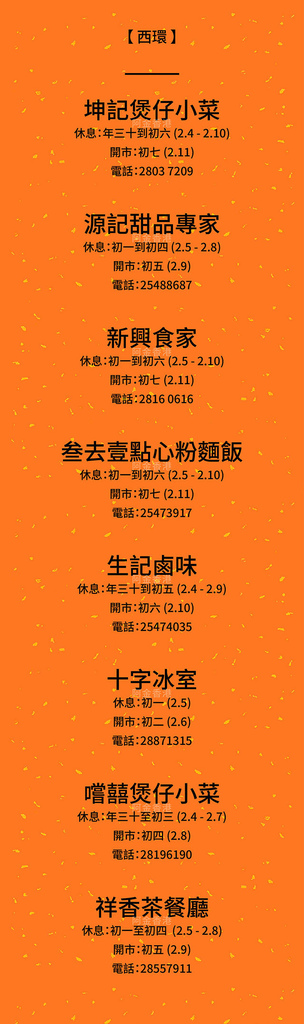 【西環】
坤記煲仔小菜
休息:年三十到初六 (2.4 - 2.10)
開市:初七 (2.11)
電話:2803 7209
源記甜品專家
休息:初一到初四 (2.5 - 2.8)
開市:初五 (2.9)
電話:25488687
新興食家
休息:初一到初六 (2.5 - 2.10)
開市:初七 (2.11)
電話:2816 0616
叁去壹點心粉麵飯
休息:初一到初六 (2.5 - 2.10)
開市:初七 (2.11)
電話:25473917
生記鹵味
休息:年三十到初五 (2.4 - 2.9)
開市:初六 (2.10)
電話:25474035
十字冰室
休息:初一 (2.5)
開市:初二 (2.6)
電話:28871315
嚐囍煲仔小菜
休息:年三十至初三 (2.4 - 2.7)
開市:初四 (2.8)
電話:28196190
祥香茶餐廳
休息:初一至初四 (2.5 - 2.8)
開市:初五 (2.9)
電話:28557911